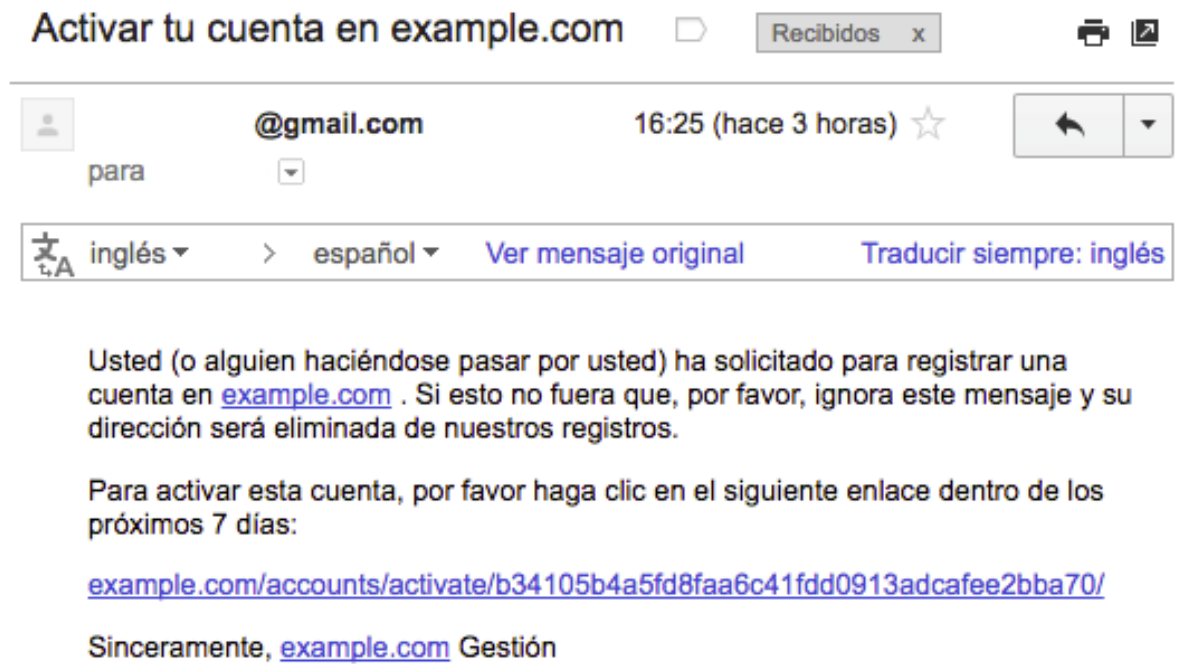 Activar tu cuenta en example.com
Recibidos x
@gmail.com 16:25 (hace 3 horas)
para
inglés > español Ver mensaje original Traducir siempre: inglés
Usted (o alguien haciéndose pasar por usted) ha solicitado para registrar una
cuenta en example.com . Si esto no fuera que, por favor, ignora este mensaje y su
dirección será eliminada de nuestros registros.
Para activar esta cuenta, por favor haga clic en el siguiente enlace dentro de los
próximos 7 días:
example.com/accounts/activate/b34105b4a5fd8faa6c41fdd0913adcafee2bba70/
Sinceramente, example.com Gestión